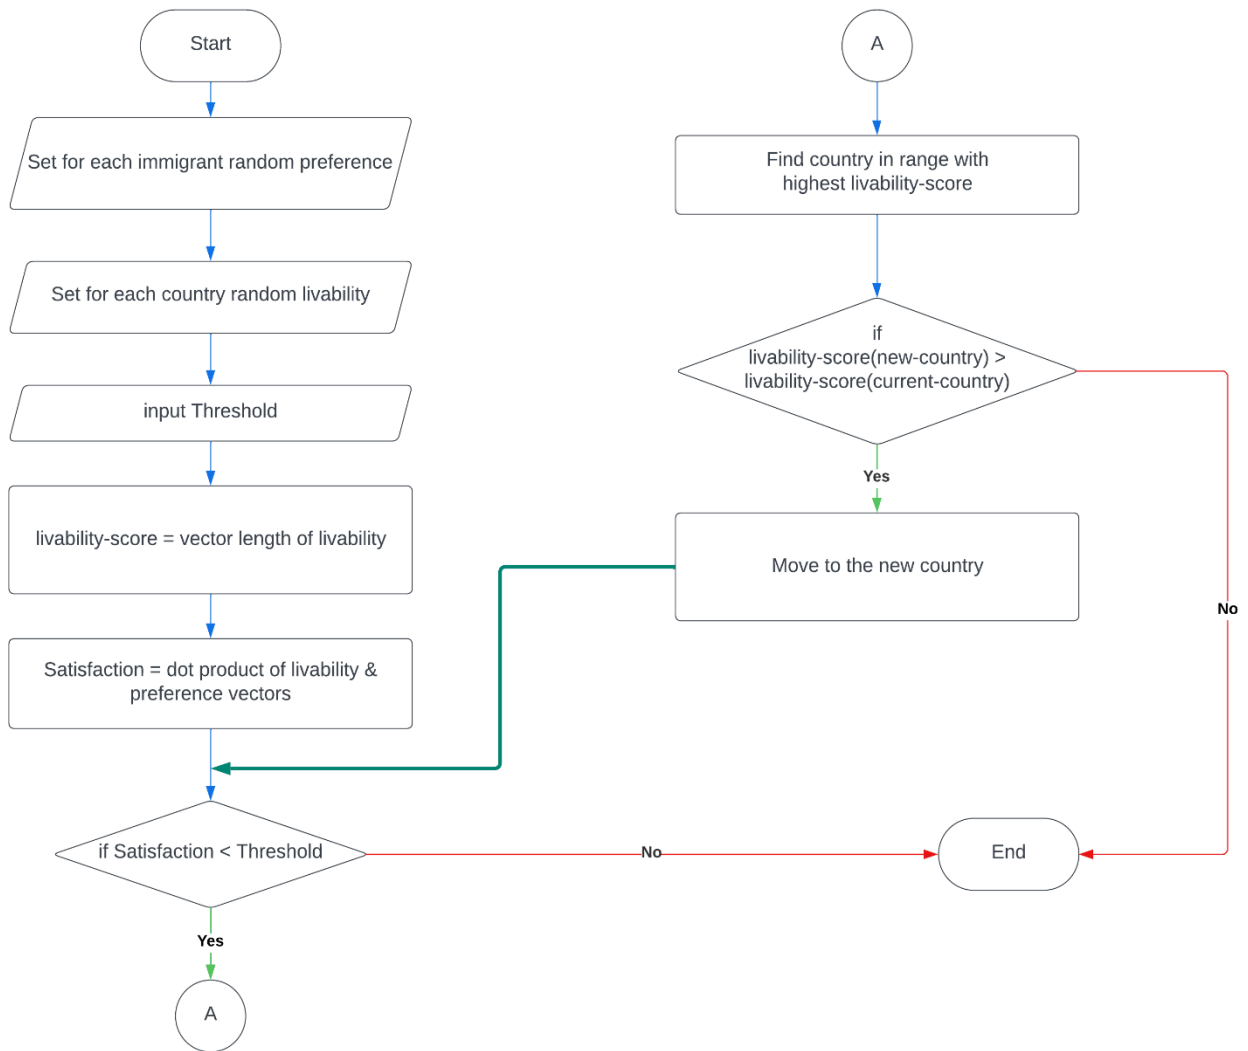 Start
Set for each immigrant random preference
Set for each country random livability
input Threshold
livability-score = vector length of livability
Satisfaction = dot product of livability &
preference vectors
if Satisfaction < Threshold
Yes
A
No
A
Find country in range with
highest livability-score
if
livability-score(new-country) >
livability-score(current-country)
Yes
Move to the new country
No
End